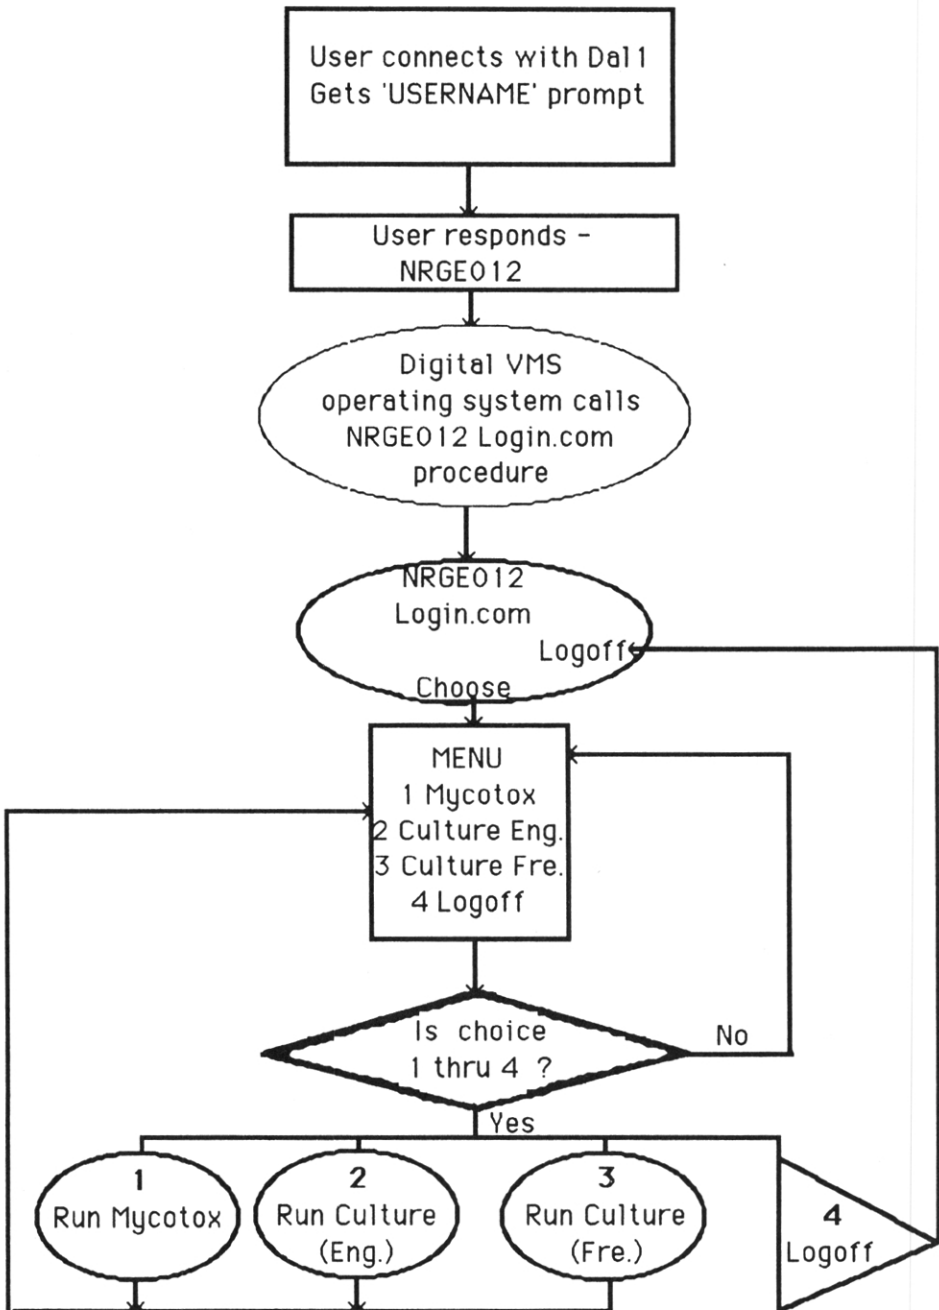 User connects with Dal1
Gets 'USERNAME' prompt
User responds -
NRGE012
Digital VMS
operating system calls
NRGE012 Login.com
procedure
NRGE012
Login.com
Logoff
Choose
MENU
1 Mycotox
2 Culture Eng.
3 Culture Fre.
4 Logoff
Is choice
1 thru 4 ?
No
Yes
1
Run Mycotox
2
Run Culture
(Eng.)
3
Run Culture
(Fre.)
4
Logoff